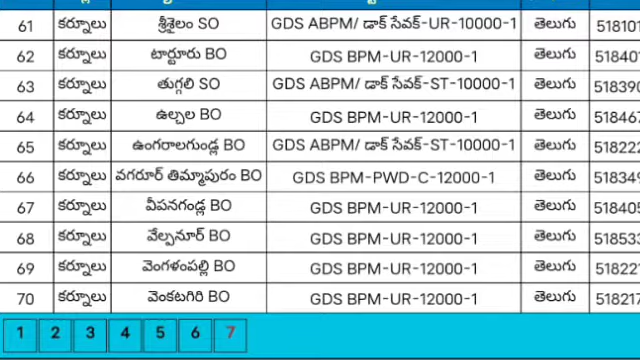 61 కర్నూలు శ్రీశైలం SO GDS ABPM/ డాక్ సేవక్-UR-10000-1 తెలుగు 518101
62 కర్నూలు టార్టూరు BO GDS BPM-UR-12000-1 తెలుగు
63 కర్నూలు తుగ్గలి SO GDS ABPM/ డాక్ సేవక్-ST-10000-1 తెలుగు 518390
64 కర్నూలు ఉల్చల BO GDS BPM-UR-12000-1 తెలుగు 518467
65 కర్నూలు ఉంగరాలగుండ్ల BO GDS ABPM/ డాక్ సేవక్-ST-10000-1 తెలుగు 518222
66 కర్నూలు వగరూర్ తిమ్మాపురం BO GDS BPM-PWD-C-12000-1 తెలుగు 518349
67 కర్నూలు వీపనగండ్ల BO GDS BPM-UR-12000-1 తెలుగు 518405
68 కర్నూలు వేల్పనూర్ BO GDS BPM-UR-12000-1 తెలుగు 518533
69 కర్నూలు వెంగళంపల్లి BO GDS BPM-UR-12000-1 తెలుగు
70 కర్నూలు వెంకటగిరి BO GDS BPM-UR-12000-1 తెలుగు 518217
1 2 3 4 5 6 7